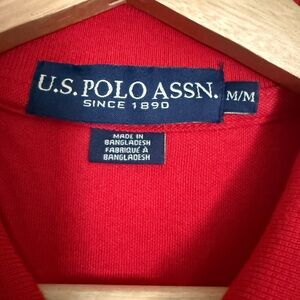 U.S. POLO ASSN.
SINCE 1890
M/M
MADE IN
BANGLADESH
FABRIQUÉ À
BANGLADESH